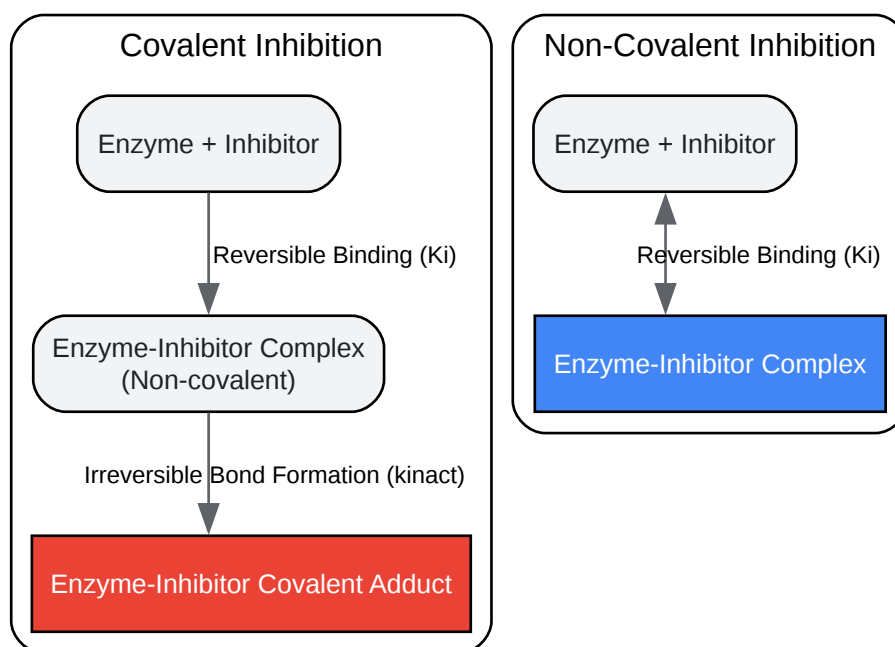 Covalent Inhibition
Enzyme + Inhibitor
Reversible Binding (Ki)
Enzyme-Inhibitor Complex
(Non-covalent)
Irreversible Bond Formation (kinact)
Enzyme-Inhibitor Covalent Adduct
Non-Covalent Inhibition
Enzyme + Inhibitor
Reversible Binding (Ki)
Enzyme-Inhibitor Complex